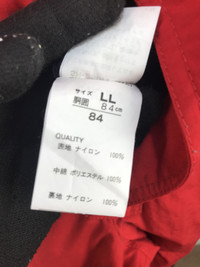 サイズ LL
胴囲 84cm
84
QUALITY
表地 ナイロン 100%
中綿 ポリエステル 100%
裏地 ナイロン 100%